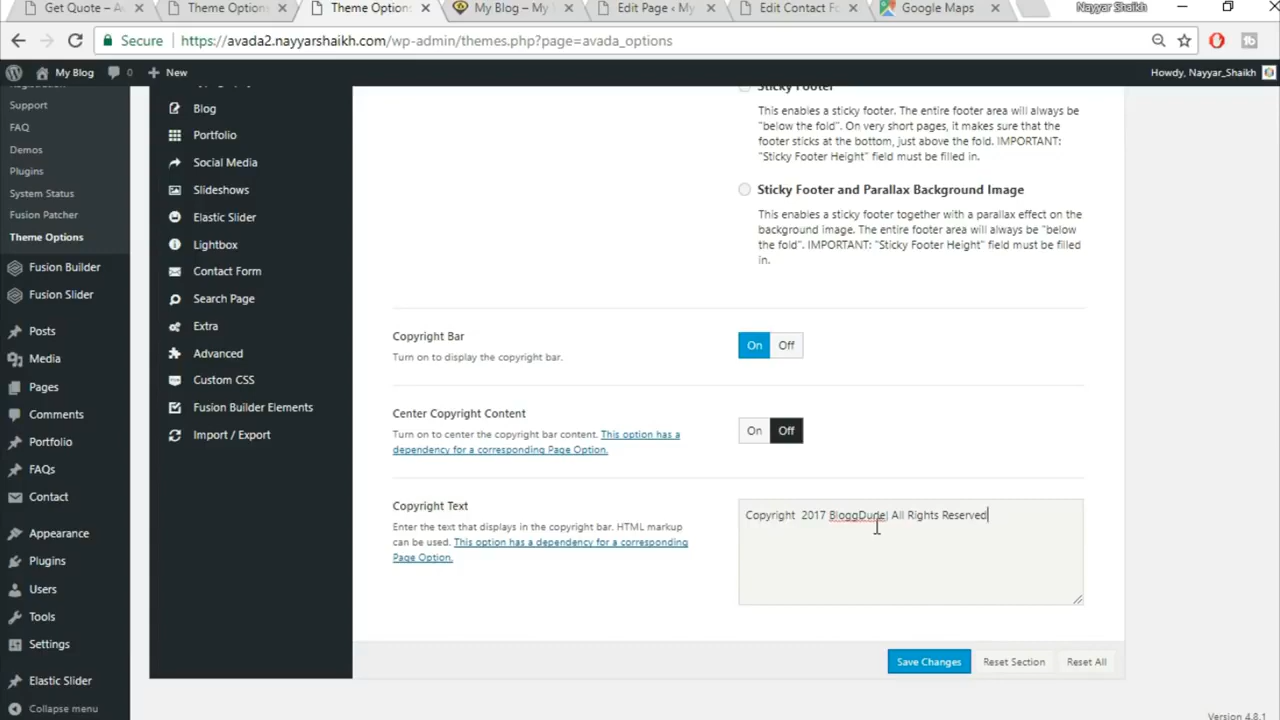 Get Quote – Av
Theme Options
Theme Options
My Blog – My W
Edit Page ‹ My
Edit Contact Fo
Google Maps
Nayyar Shaikh
Secure
https://avada2.nayyarshaikh.com/wp-admin/themes.php?page=avada_options
My Blog
0
New
Howdy, Nayyar_Shaikh
Registration
Support
FAQ
Demos
Plugins
System Status
Fusion Patcher
Theme Options
Fusion Builder
Fusion Slider
Posts
Media
Pages
Comments
Portfolio
FAQs
Contact
Appearance
Plugins
Users
Tools
Settings
Elastic Slider
Collapse menu
Blog
Portfolio
Social Media
Slideshows
Elastic Slider
Lightbox
Contact Form
Search Page
Extra
Advanced
Custom CSS
Fusion Builder Elements
Import / Export
Sticky Footer
This enables a sticky footer. The entire footer area will always be
"below the fold". On very short pages, it makes sure that the
footer sticks at the bottom, just above the fold. IMPORTANT:
"Sticky Footer Height" field must be filled in.
Sticky Footer and Parallax Background Image
This enables a sticky footer together with a parallax effect on the
background image. The entire footer area will always be "below
the fold". IMPORTANT: "Sticky Footer Height" field must be filled
in.
Copyright Bar
Turn on to display the copyright bar.
On Off
Center Copyright Content
Turn on to center the copyright bar content. This option has a
dependency for a corresponding Page Option.
On Off
Copyright Text
Enter the text that displays in the copyright bar. HTML markup
can be used. This option has a dependency for a corresponding
Page Option.
Copyright 2017 BloggDude| All Rights Reserved
Save Changes
Reset Section
Reset All
Version 4.8.1